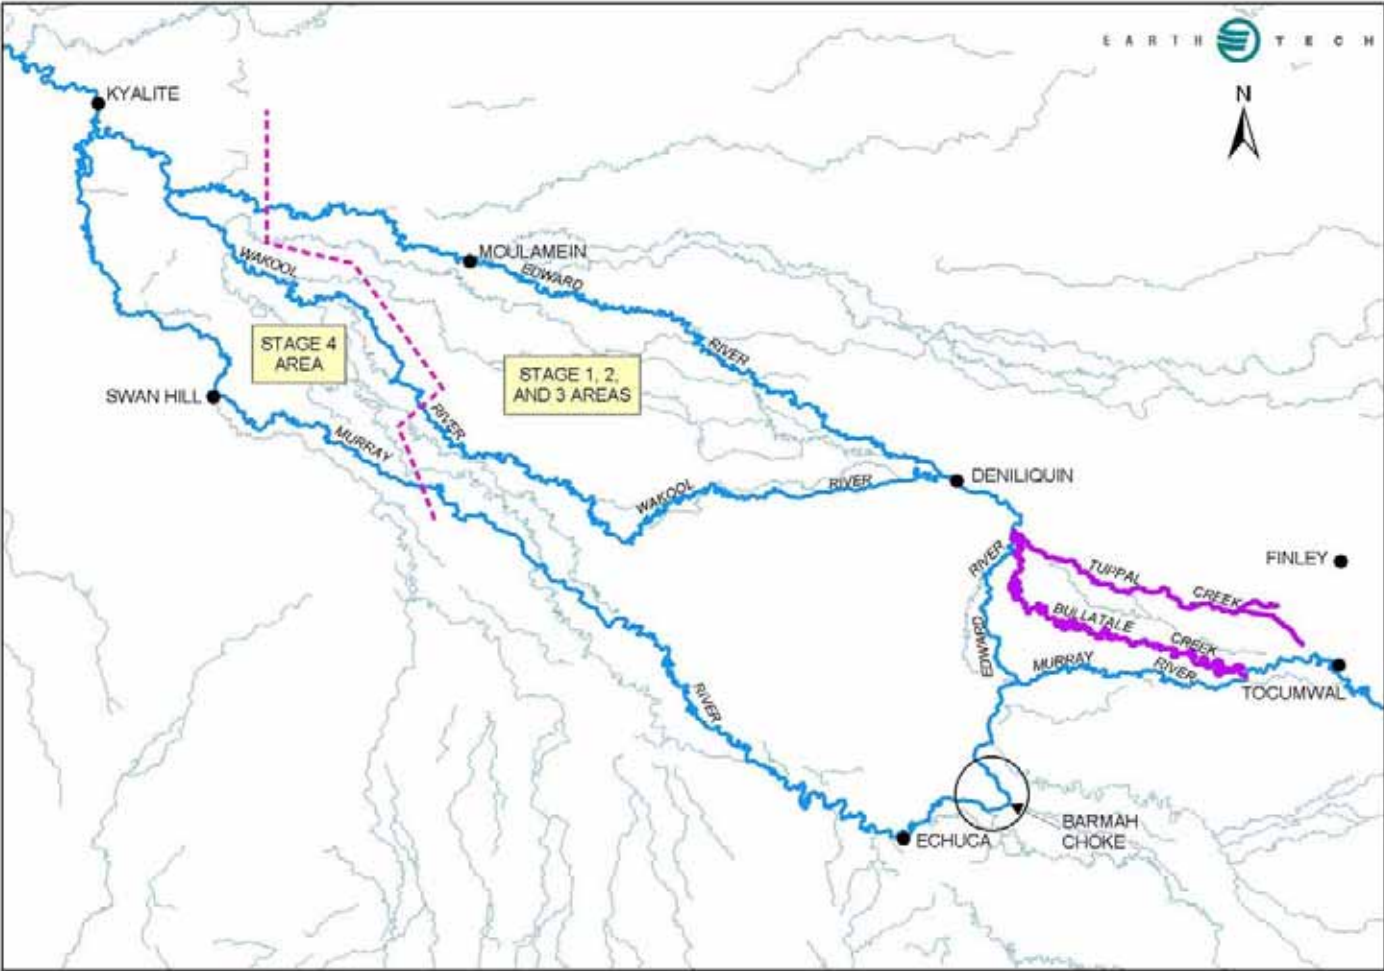 EARTH TECH
N
KYALITE
MOULAMEIN
WAKOOL
EDWARD
STAGE 4
AREA
RIVER
STAGE 1, 2,
AND 3 AREAS
SWAN HILL
RIVER
MURRAY
DENILIQUIN
WAKOOL
RIVER
FINLEY
RIVER
TUPPAL
CREEK
BULLATALE
CREEK
EDWARD
MURRAY
RIVER
TOCUMWAL
RIVER
BARMAH
CHOKE
ECHUCA